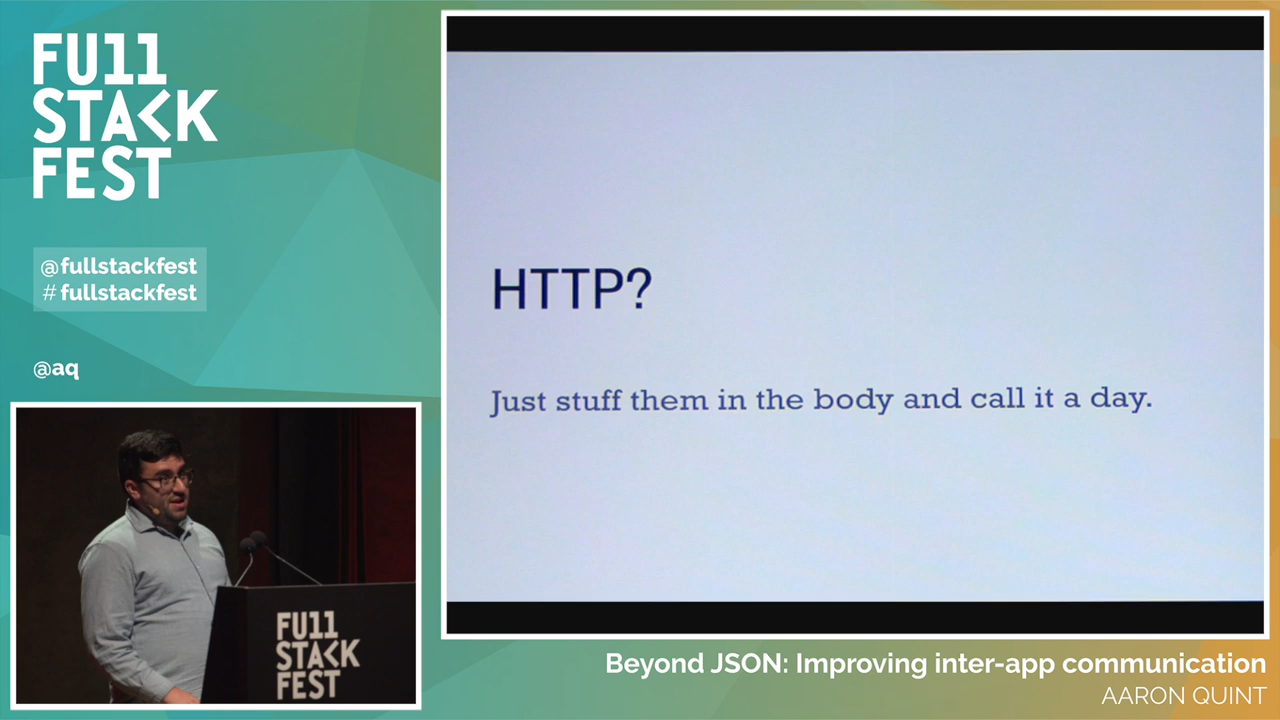 FU11
STACK
FEST
@fullstackfest
# fullstackfest
@aq
HTTP?
Just stuff them in the body and call it a day.
FU11
STACK
FEST
Beyond JSON: Improving inter-app communication
AARON QUINT